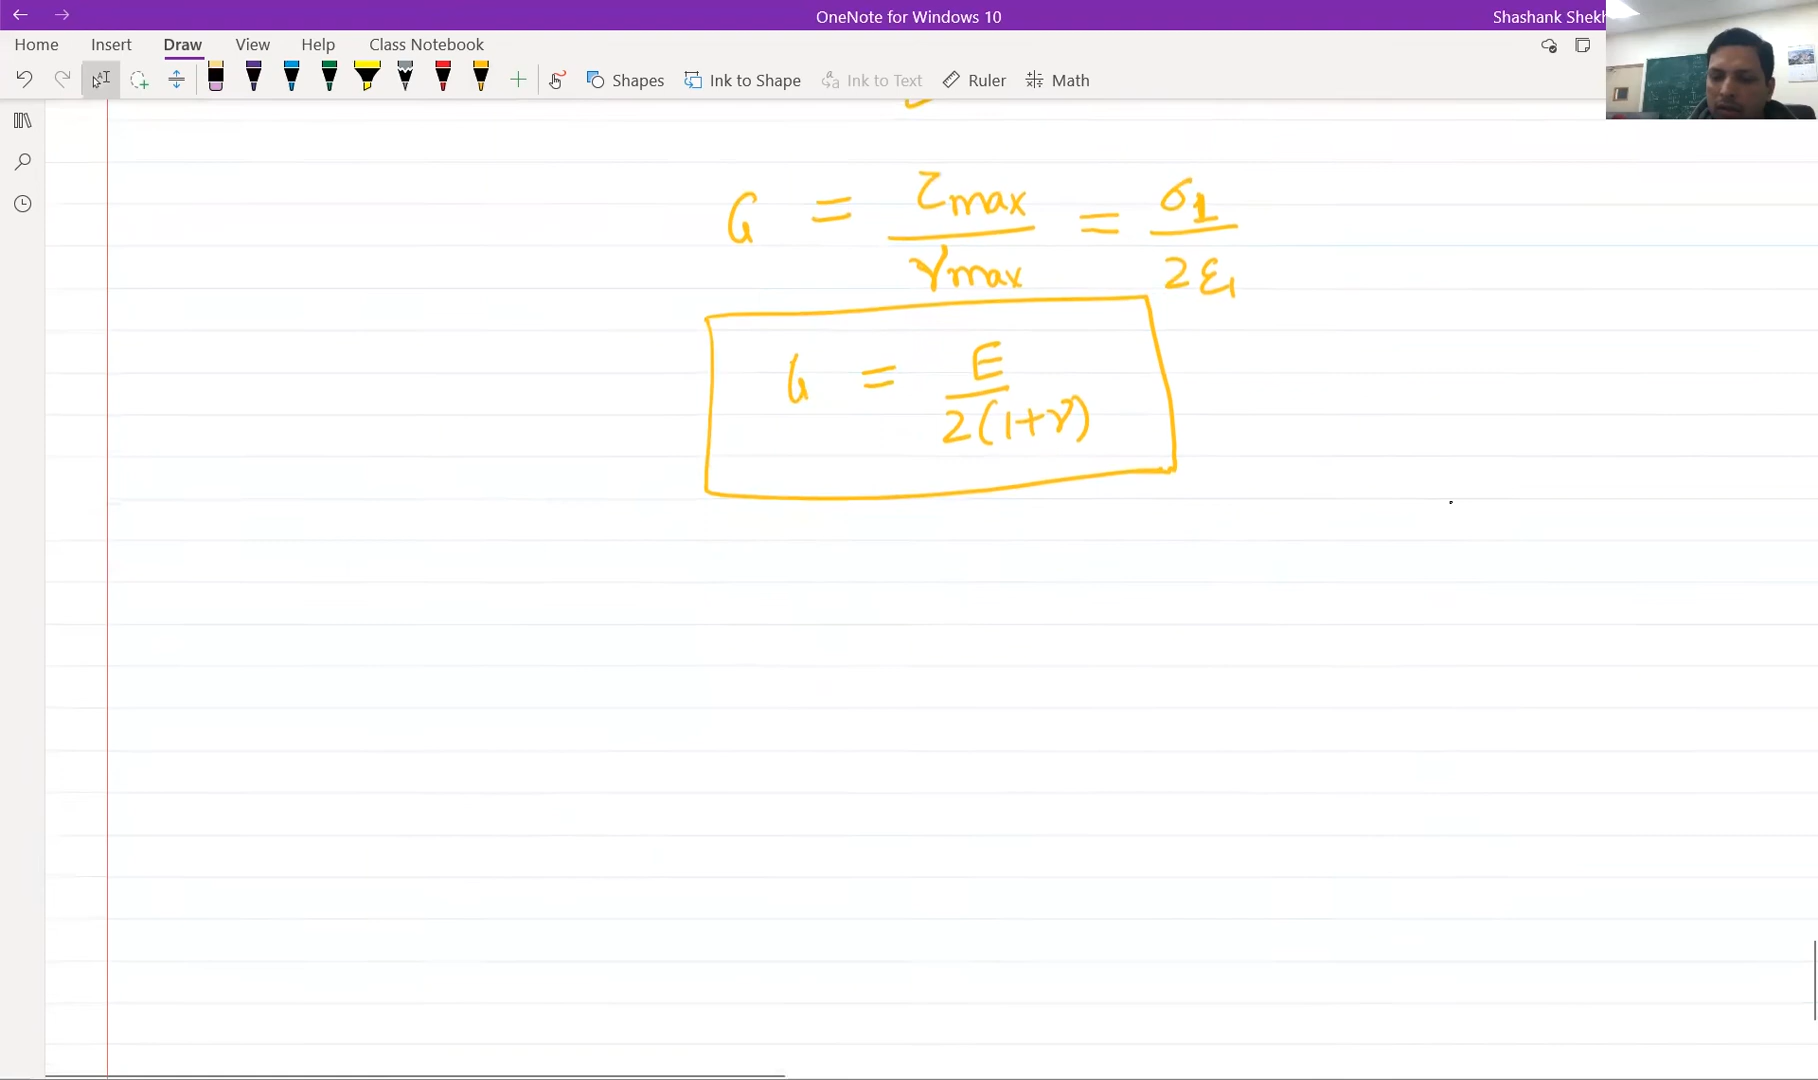 OneNote for Windows 10
Shashank Shekh
Home Insert Draw View Help Class Notebook
Shapes Ink to Shape Ink to Text Ruler Math
G = τmax / γmax = σ1 / 2ε1
G = E / 2(1+ν)